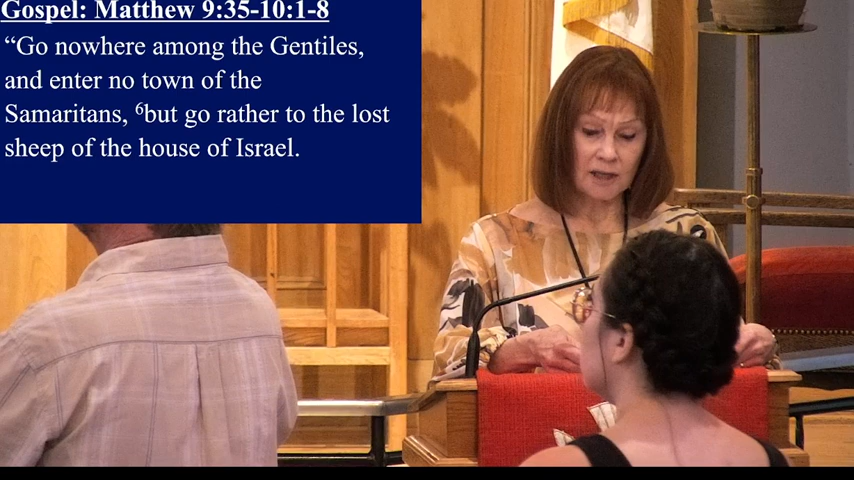 Gospel: Matthew 9:35-10:1-8
“Go nowhere among the Gentiles,
and enter no town of the
Samaritans, ⁶but go rather to the lost
sheep of the house of Israel.